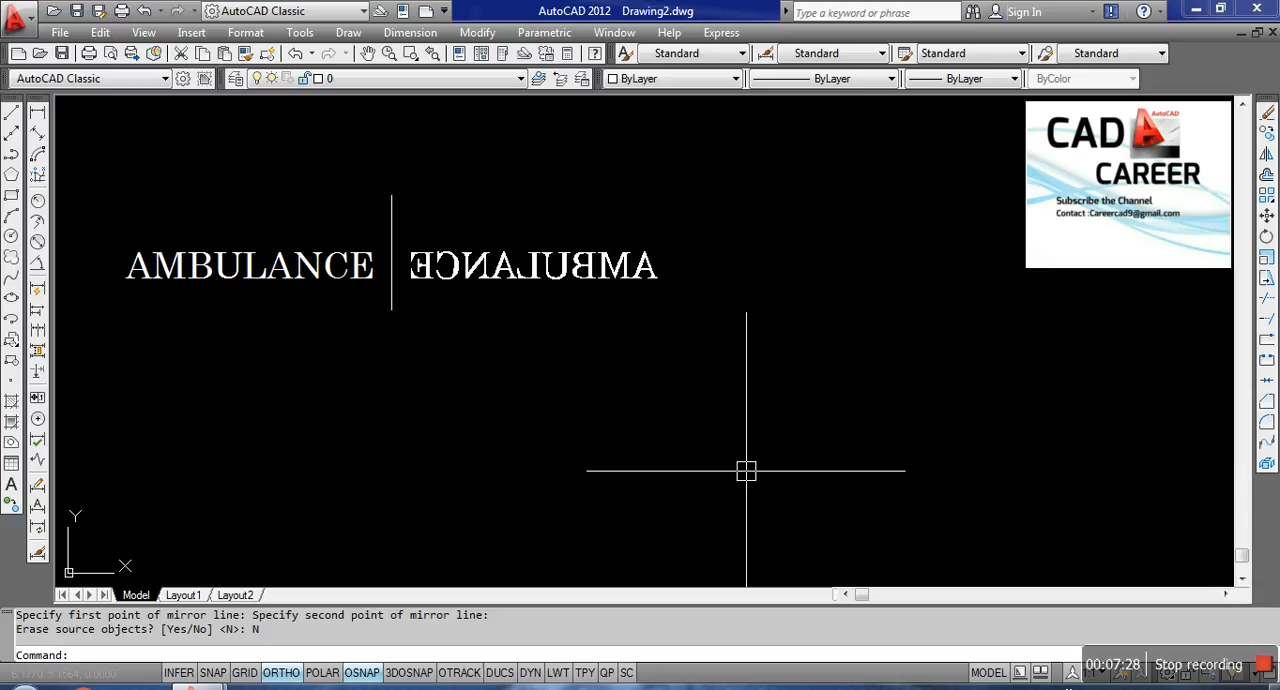 AutoCAD Classic
AutoCAD 2012 Drawing2.dwg
Type a keyword or phrase
Sign In
File Edit View Insert Format Tools Draw Dimension Modify Parametric Window Help Express
Standard Standard Standard Standard
AutoCAD Classic 0 ByLayer ByLayer ByLayer ByColor
AutoCAD
CAD
CAREER
Subscribe the Channel
Contact :Careercad9@gmail.com
AMBULANCE AMBULANCE
Y
X
Model Layout1 Layout2
Specify first point of mirror line: Specify second point of mirror line:
Erase source objects? [Yes/No] <N>: N
Command:
INFER SNAP GRID ORTHO POLAR OSNAP 3DOSNAP OTRACK DUCS DYN LWT TPY QP SC MODEL
00:07:28 Stop recording